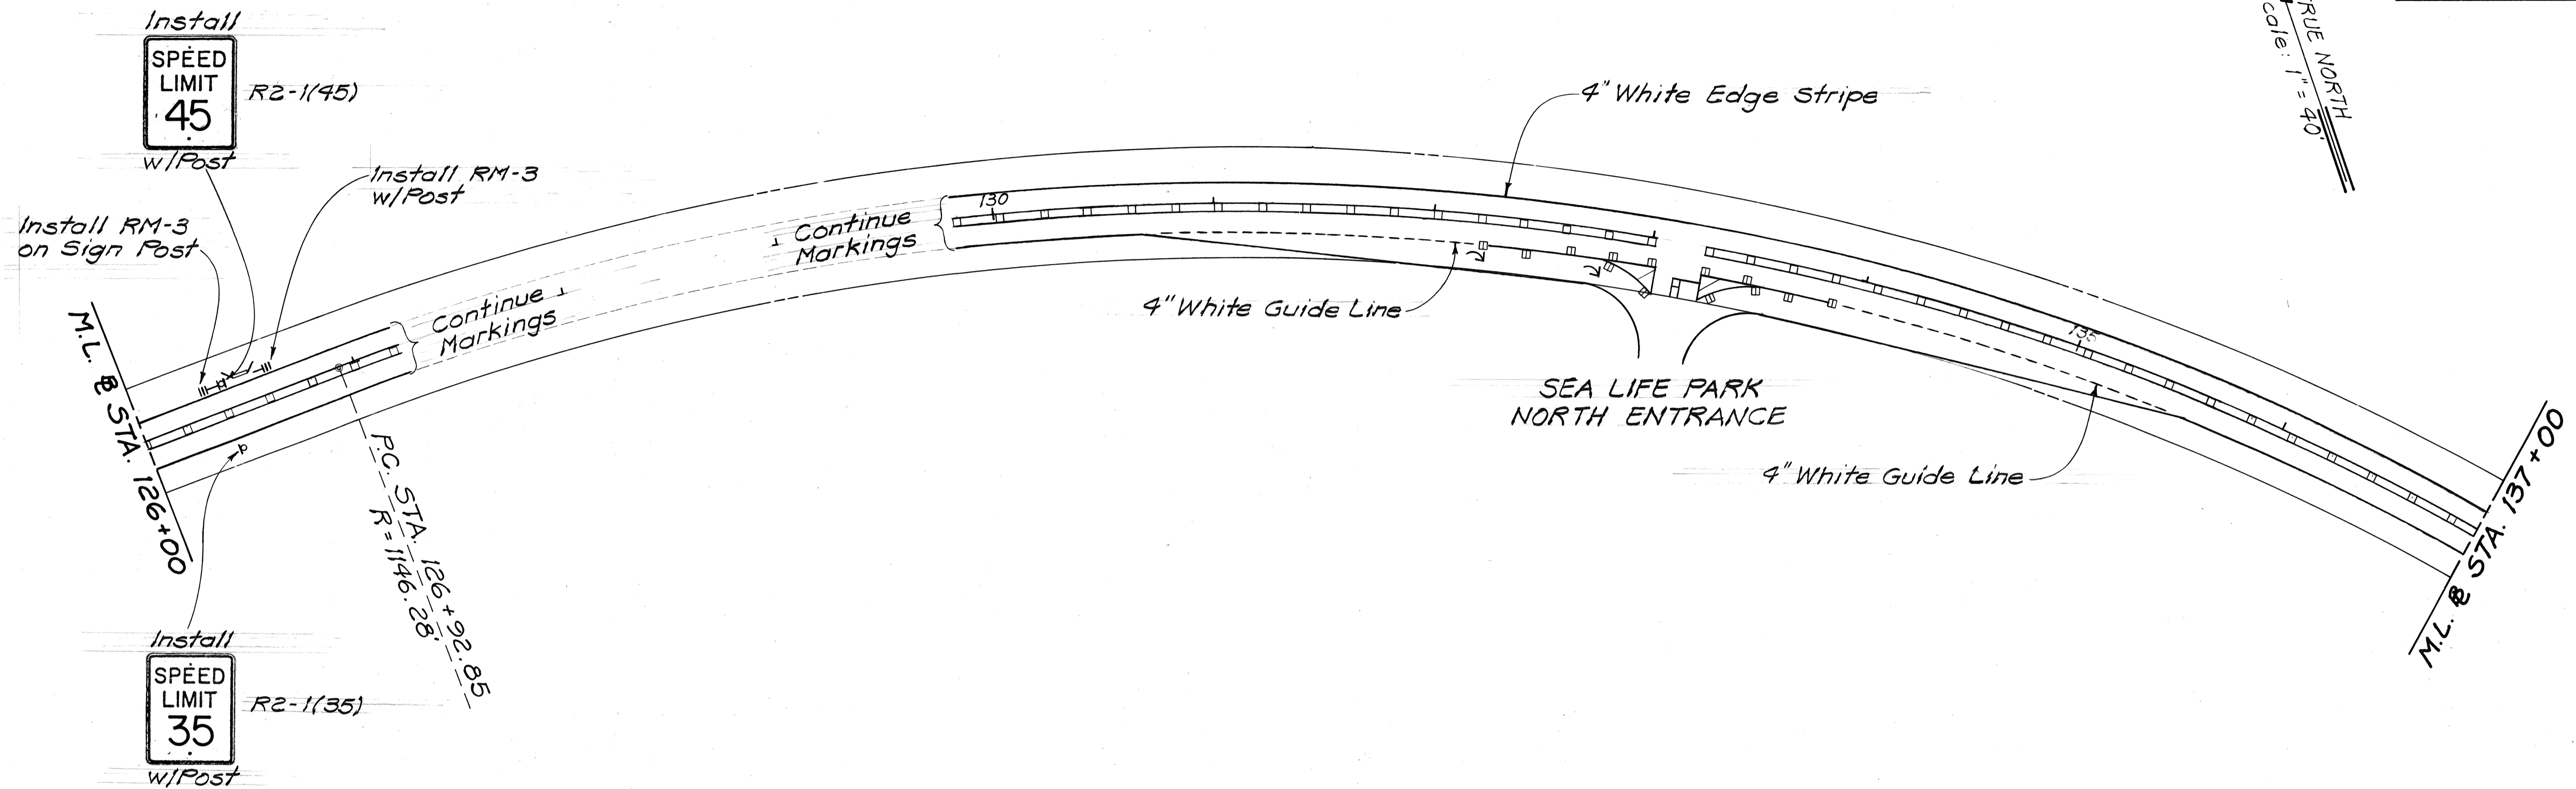 Install
SPEED
LIMIT
45
R2-1(45)
w/Post
Install RM-3
w/Post
Install RM-3
on Sign Post
M.L. ℄ STA. 126+00
Continue
Markings
P.C. STA. 126+92.85
R=1146.28'
Install
SPEED
LIMIT
35
R2-1(35)
w/Post
Continue
Markings
130
4" White Edge Stripe
4" White Guide Line
SEA LIFE PARK
NORTH ENTRANCE
135
4" White Guide Line
M.L. ℄ STA. 137+00
RUE NORTH
cale: 1"=40'